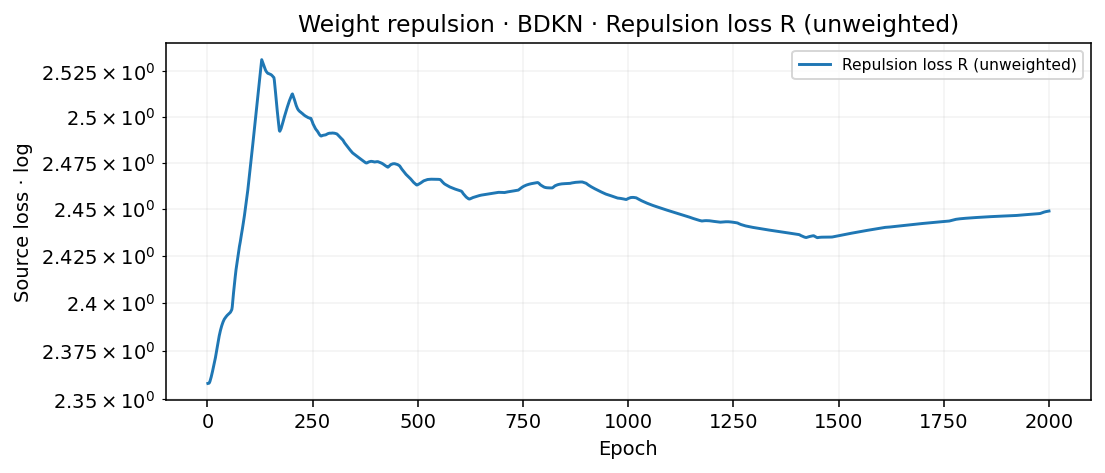 Weight repulsion · BDKN · Repulsion loss R (unweighted)
Repulsion loss R (unweighted)
Source loss · log
2.525 × 10⁰
2.5 × 10⁰
2.475 × 10⁰
2.45 × 10⁰
2.425 × 10⁰
2.4 × 10⁰
2.375 × 10⁰
2.35 × 10⁰
0 250 500 750 1000 1250 1500 1750 2000
Epoch